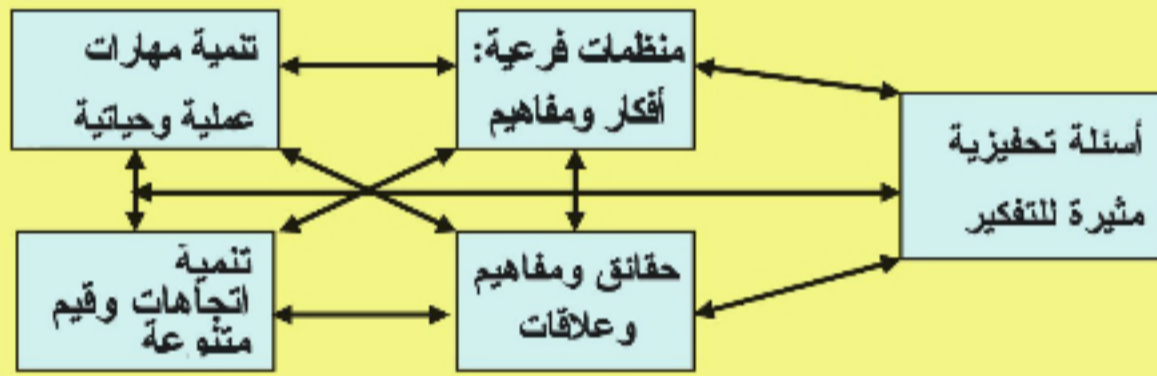 أسئلة تحفيزية
مثيرة للتفكير
منظمات فرعية:
أفكار ومفاهيم
تنمية مهارات
عملية وحياتية
حقائق ومفاهيم
وعلاقات
تنمية
اتجاهات وقيم
متنوعة